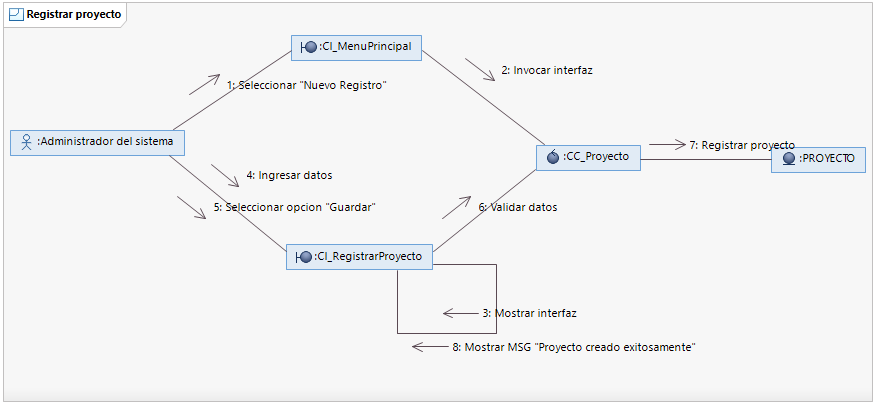 Registrar proyecto
:CI_MenuPrincipal
2: Invocar interfaz
1: Seleccionar "Nuevo Registro"
:Administrador del sistema
7: Registrar proyecto
:CC_Proyecto
:PROYECTO
4: Ingresar datos
5: Seleccionar opcion "Guardar"
6: Validar datos
:CI_RegistrarProyecto
3: Mostrar interfaz
8: Mostrar MSG "Proyecto creado exitosamente"